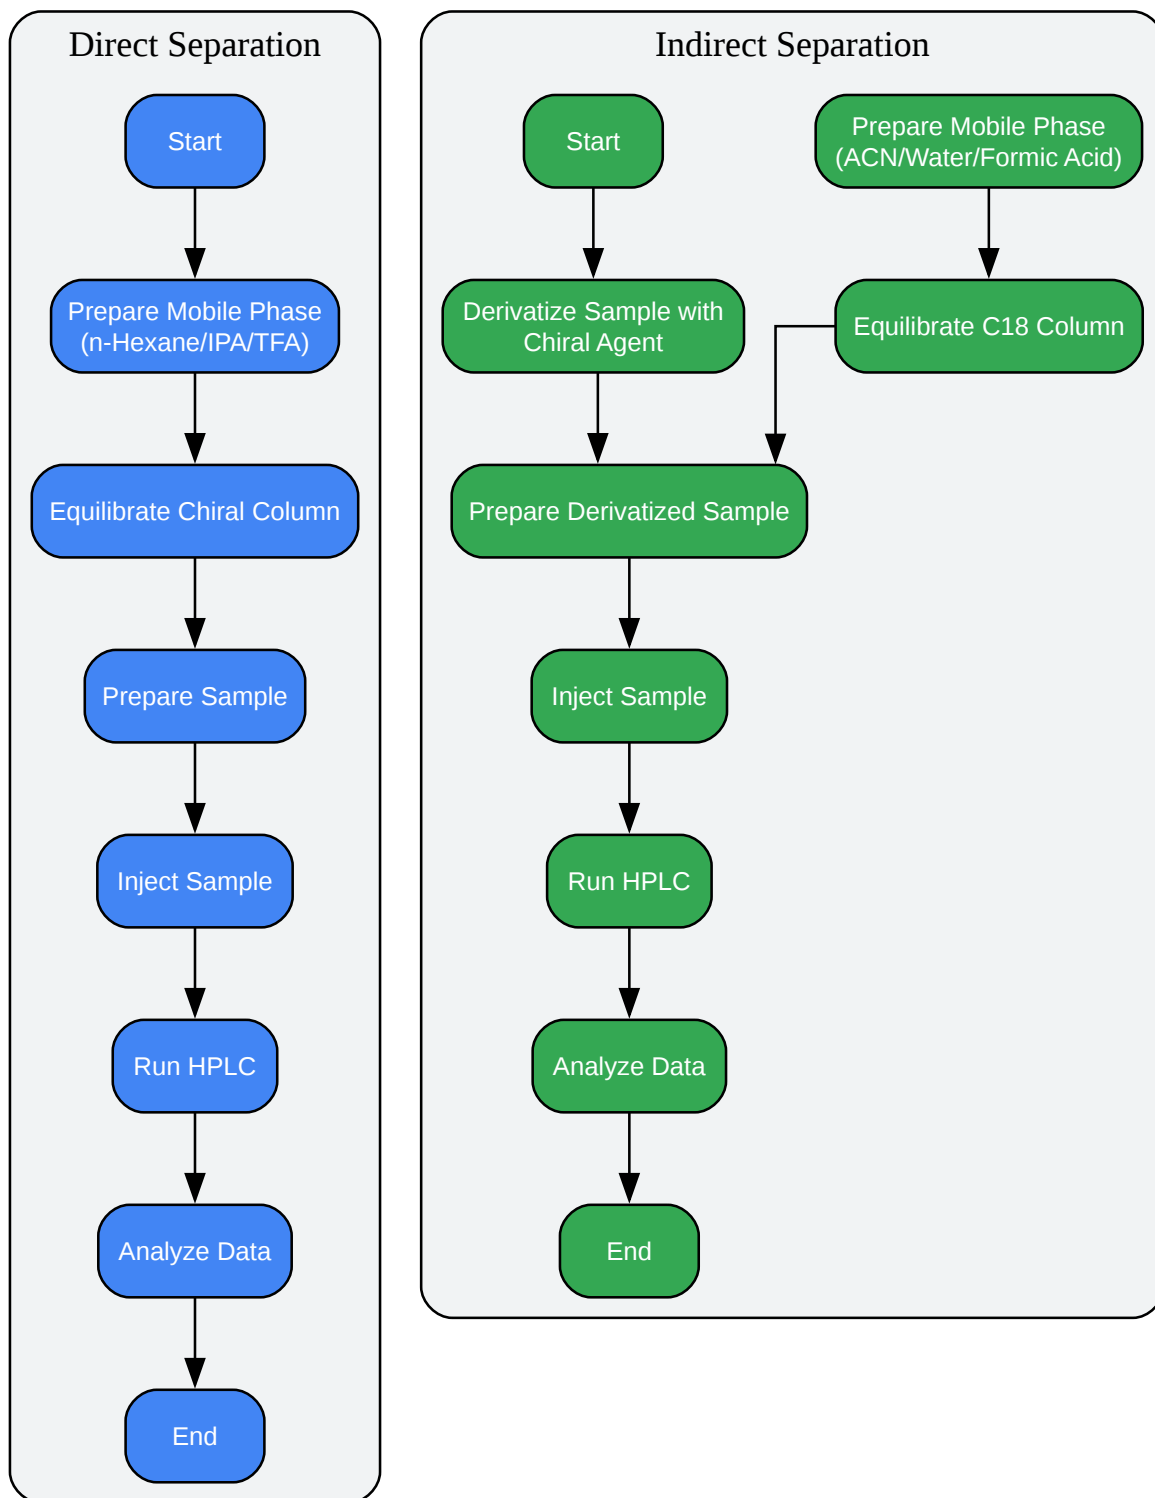 Direct Separation
Start
Prepare Mobile Phase
(n-Hexane/IPA/TFA)
Equilibrate Chiral Column
Prepare Sample
Inject Sample
Run HPLC
Analyze Data
End
Indirect Separation
Start
Derivatize Sample with
Chiral Agent
Prepare Mobile Phase
(ACN/Water/Formic Acid)
Equilibrate C18 Column
Prepare Derivatized Sample
Inject Sample
Run HPLC
Analyze Data
End